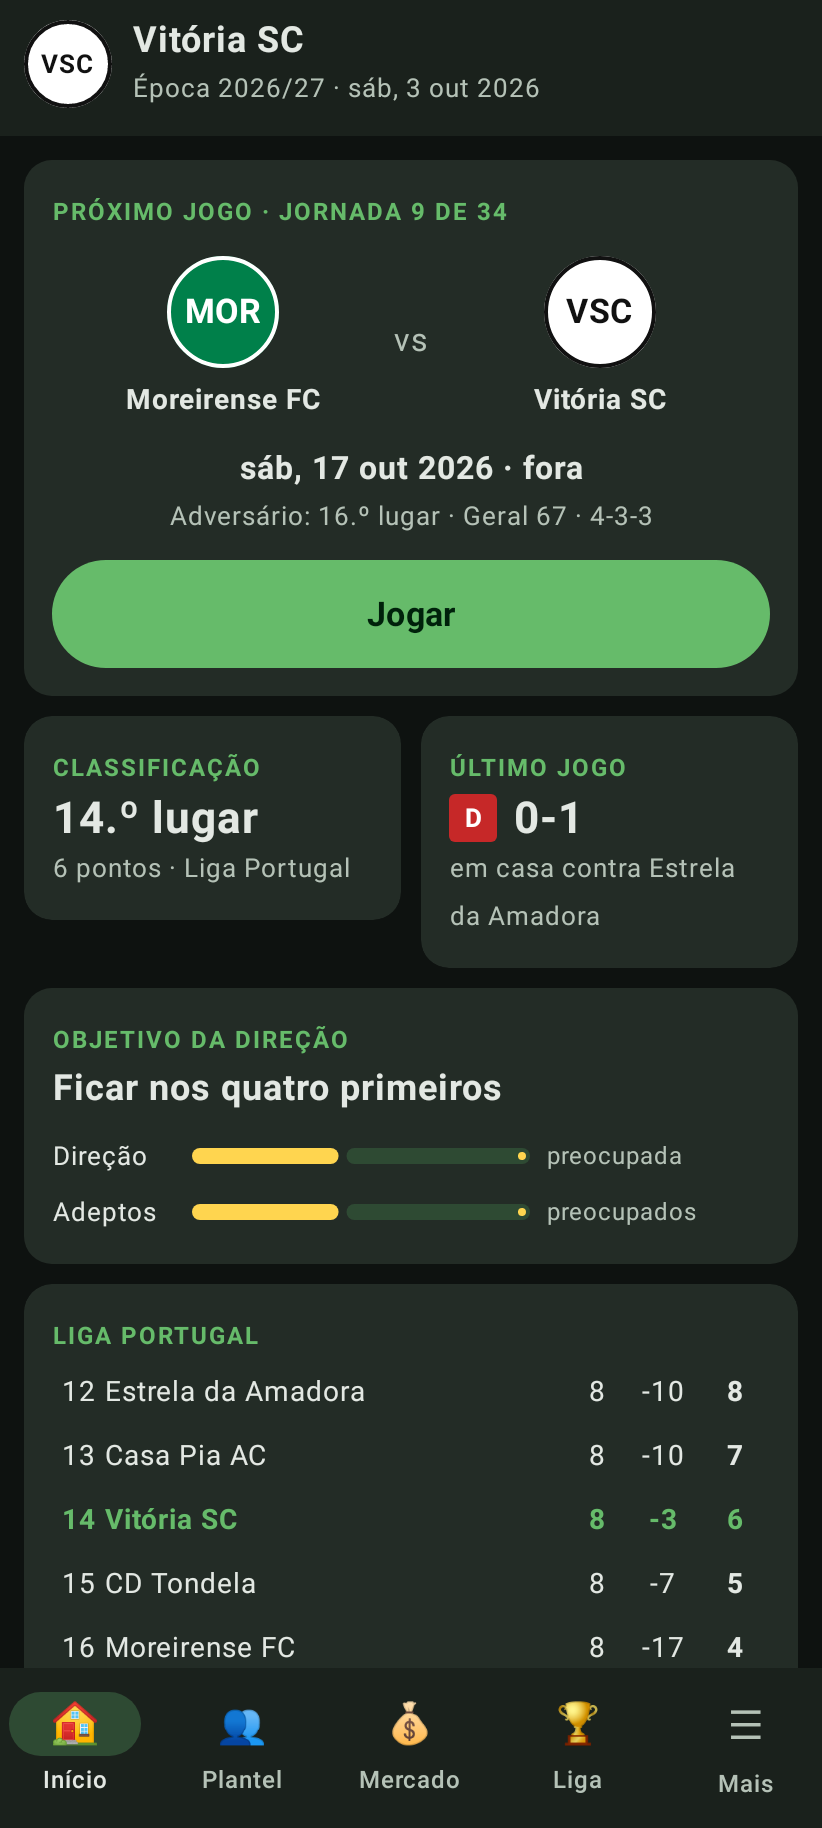 VSC
Vitória SC
Época 2026/27 · sáb, 3 out 2026
PRÓXIMO JOGO · JORNADA 9 DE 34
MOR
vs
VSC
Moreirense FC
Vitória SC
sáb, 17 out 2026 · fora
Adversário: 16.º lugar · Geral 67 · 4-3-3
Jogar
CLASSIFICAÇÃO
14.º lugar
6 pontos · Liga Portugal
ÚLTIMO JOGO
D 0-1
em casa contra Estrela
da Amadora
OBJETIVO DA DIREÇÃO
Ficar nos quatro primeiros
Direção preocupada
Adeptos preocupados
LIGA PORTUGAL
12 Estrela da Amadora 8 -10 8
13 Casa Pia AC 8 -10 7
14 Vitória SC 8 -3 6
15 CD Tondela 8 -7 5
16 Moreirense FC 8 -17 4
Início
Plantel
Mercado
Liga
Mais